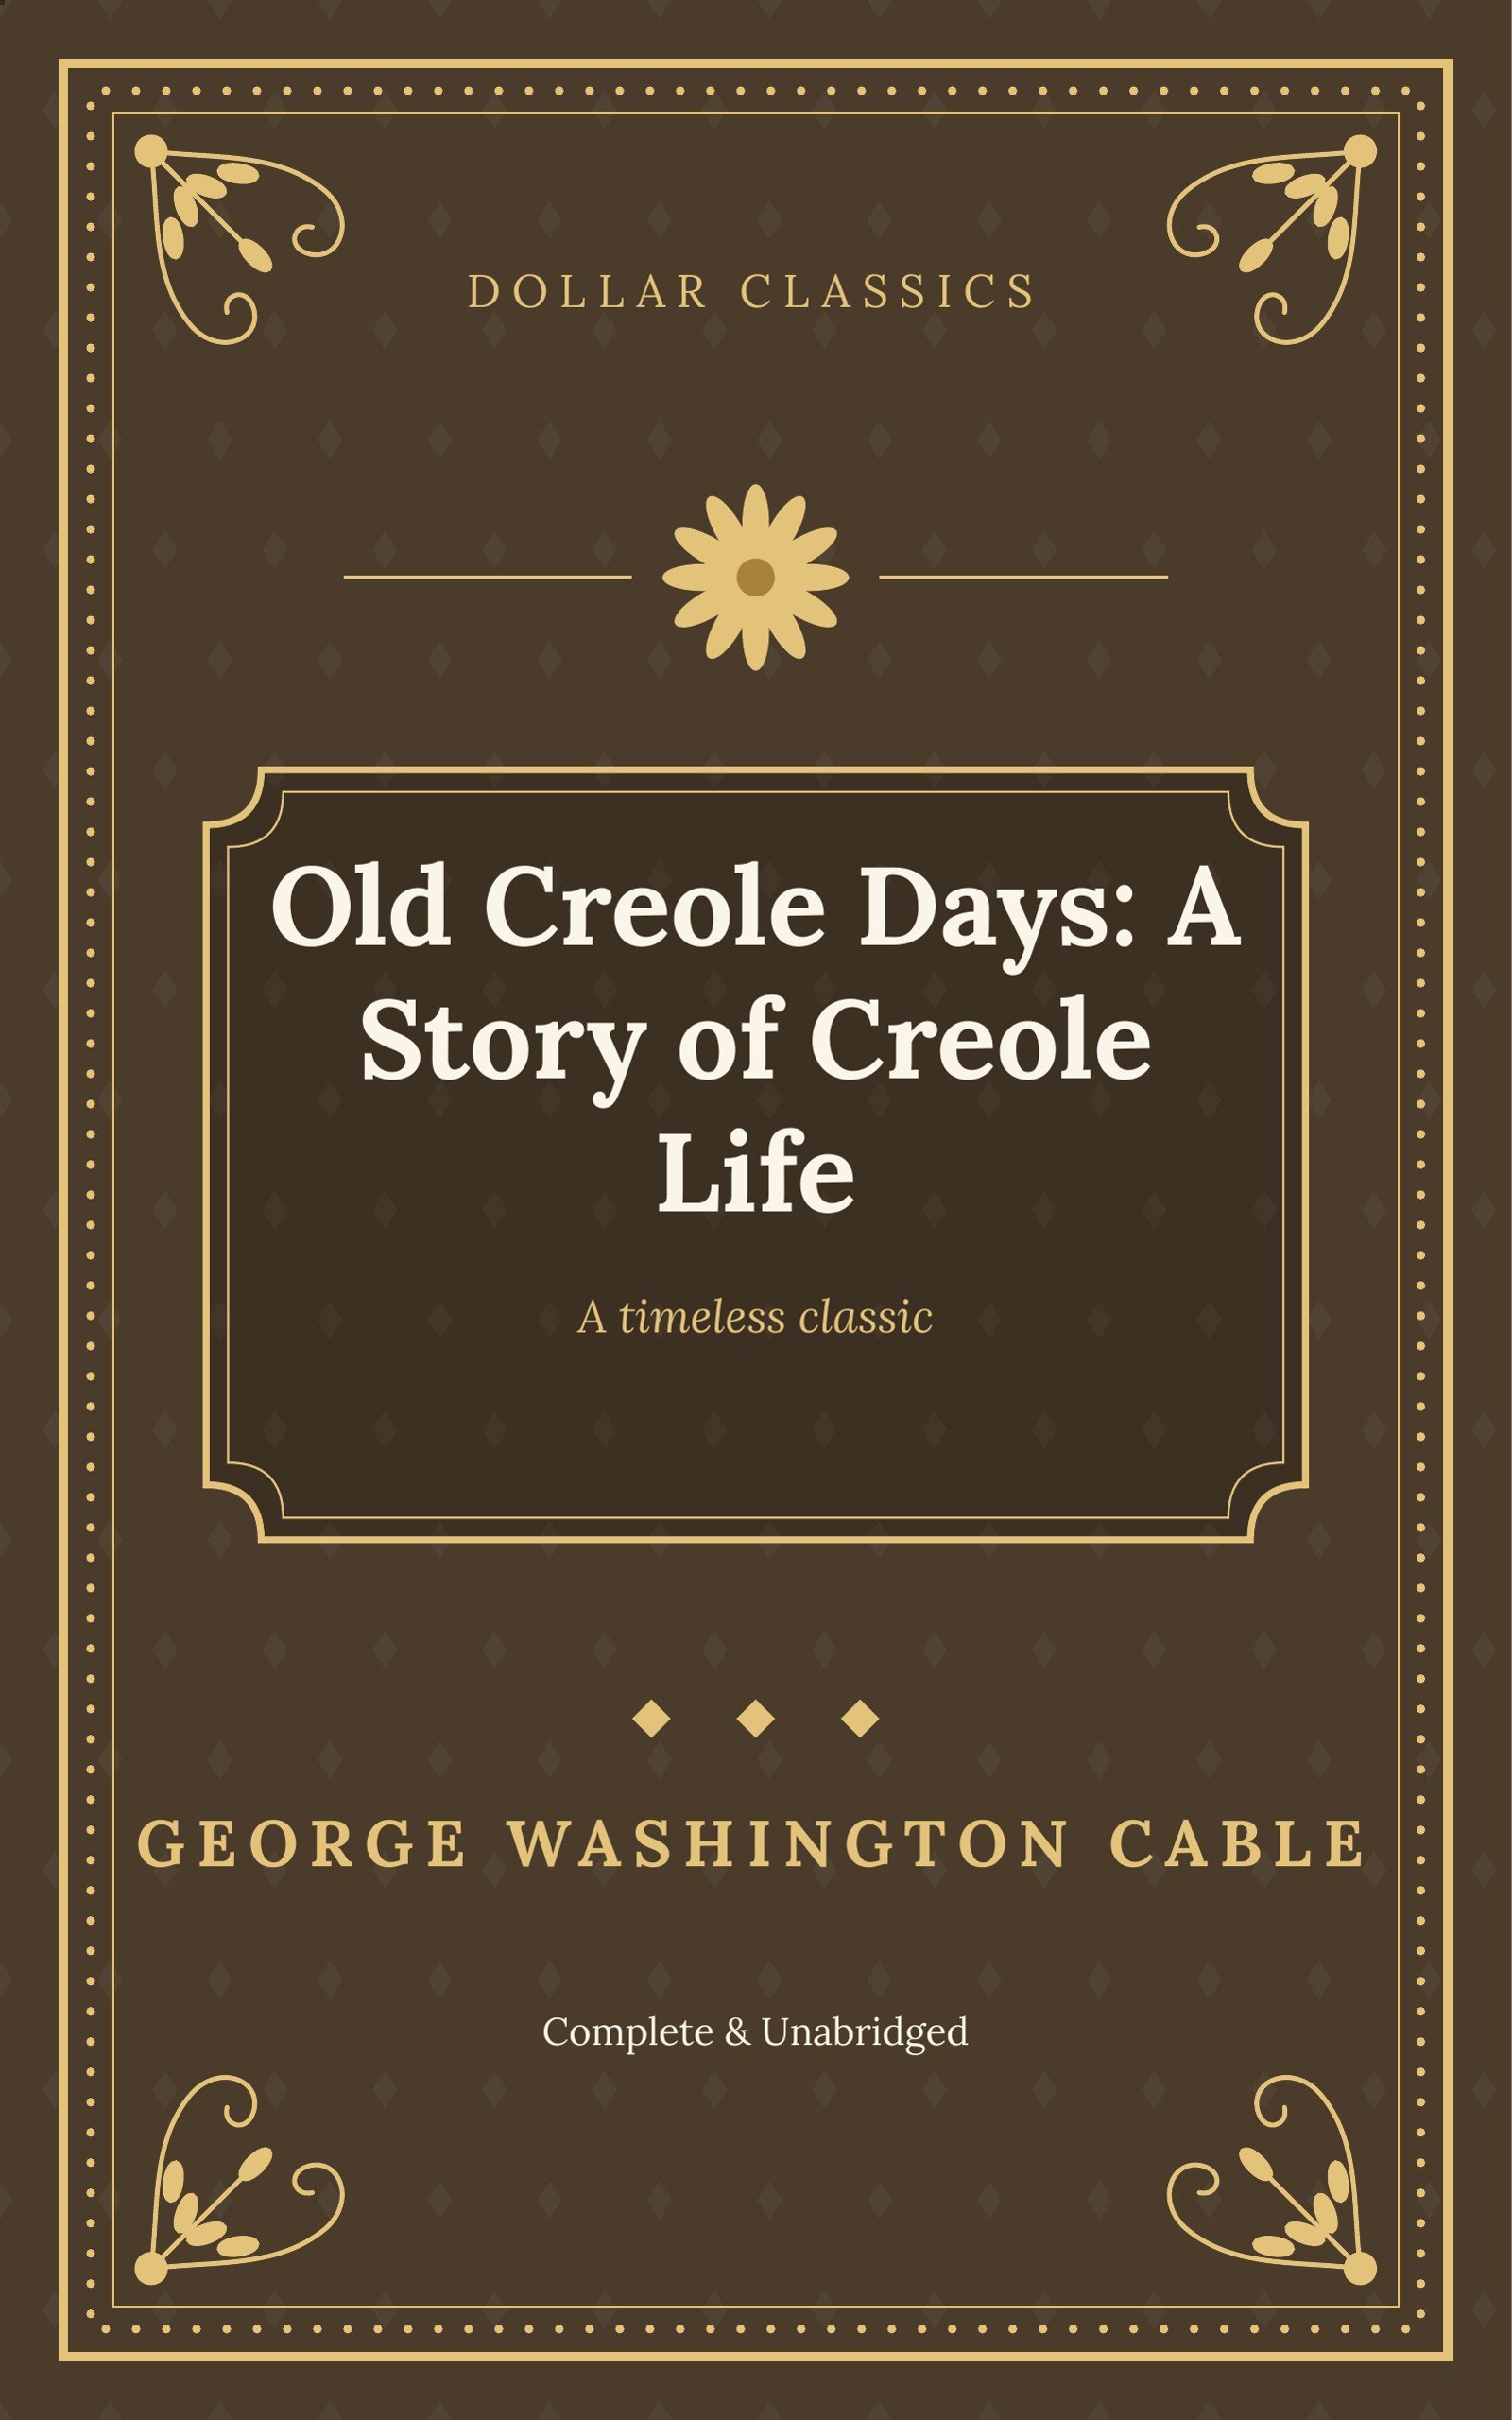 DOLLAR CLASSICS
Old Creole Days: A
Story of Creole
Life
A timeless classic
GEORGE WASHINGTON CABLE
Complete & Unabridged